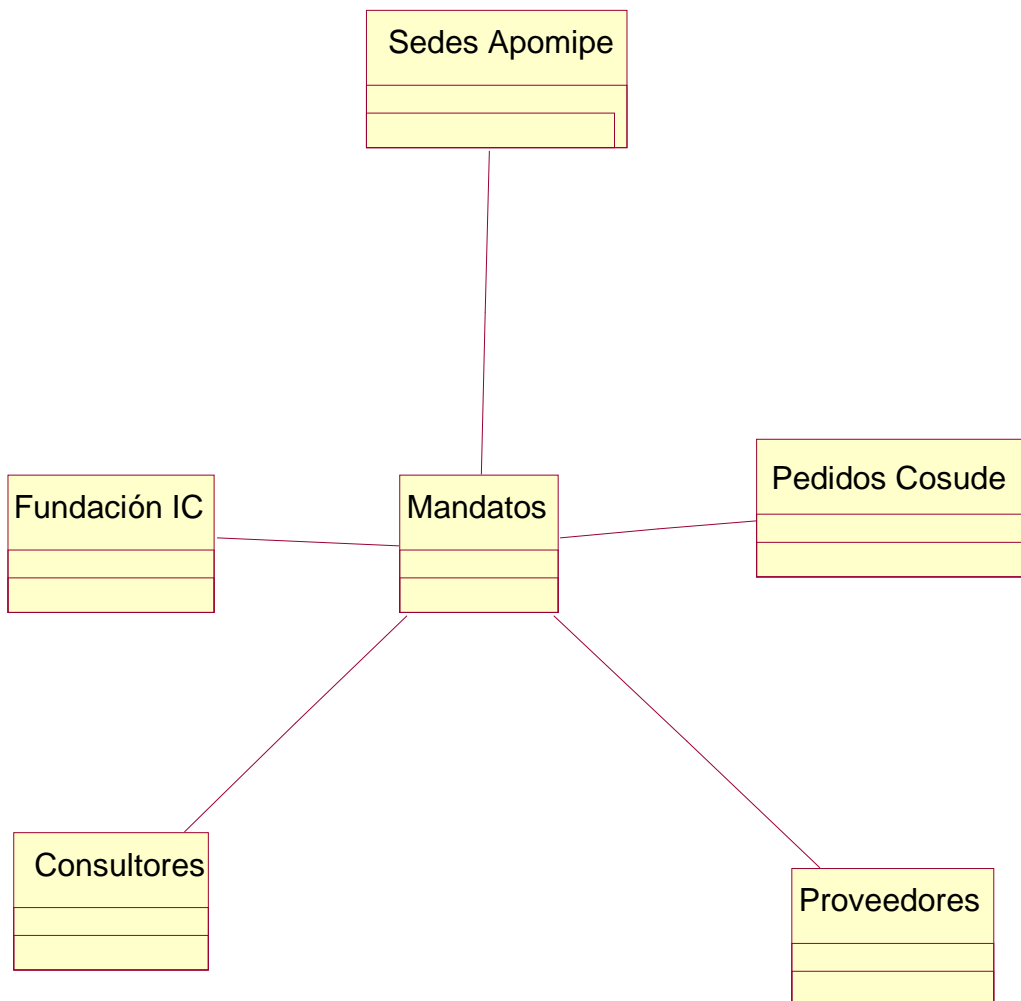 Sedes Apomipe
Pedidos Cosude
Fundación IC
Mandatos
Consultores
Proveedores